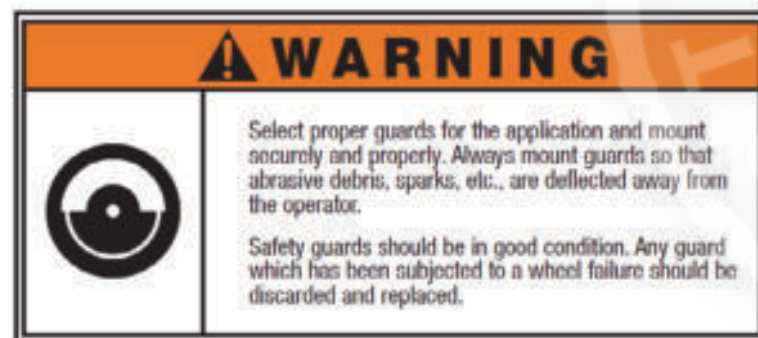 WARNING
Select proper guards for the application and mount
securely and properly. Always mount guards so that
abrasive debris, sparks, etc., are deflected away from
the operator.
Safety guards should be in good condition. Any guard
which has been subjected to a wheel failure should be
discarded and replaced.